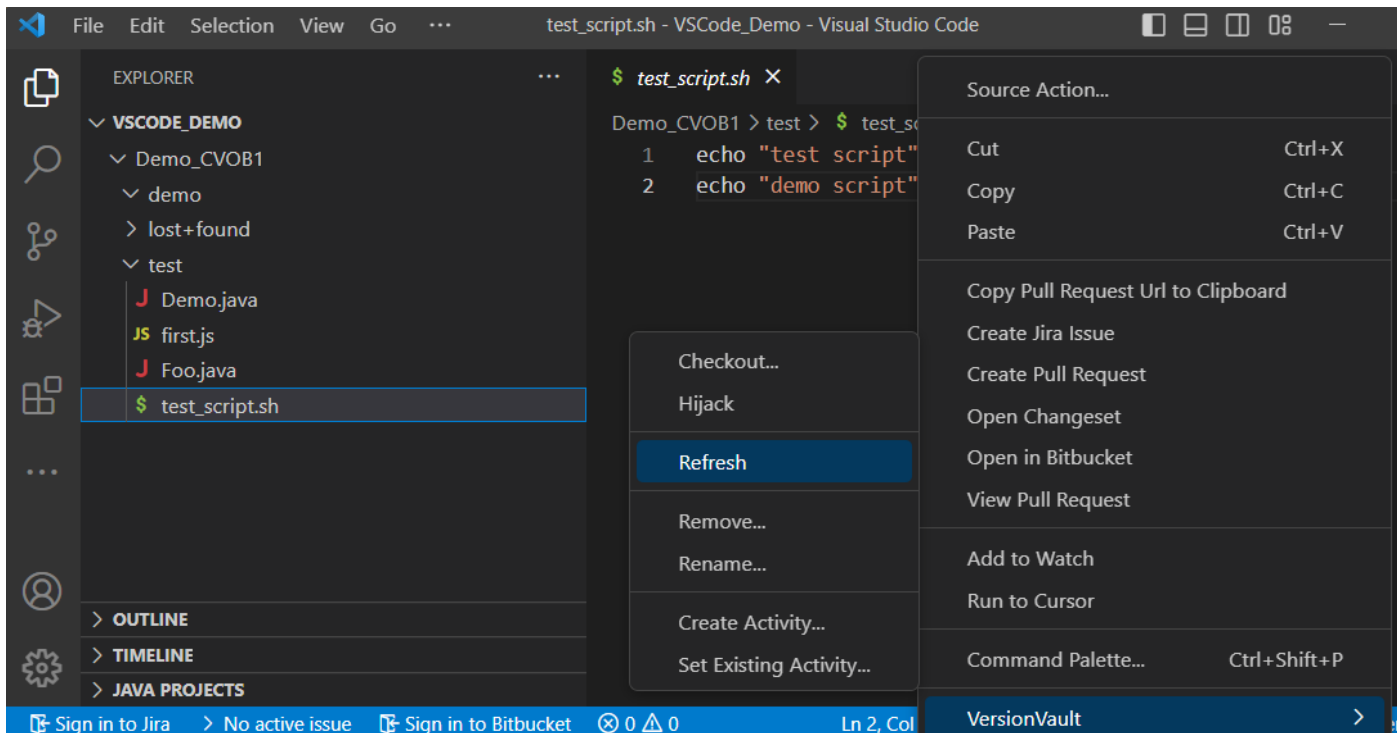 File Edit Selection View Go ··· test_script.sh - VSCode_Demo - Visual Studio Code
EXPLORER ···
VSCODE_DEMO
Demo_CVOB1
demo
lost+found
test
J Demo.java
JS first.js
J Foo.java
$ test_script.sh
OUTLINE
TIMELINE
JAVA PROJECTS
$ test_script.sh ×
Demo_CVOB1 > test > $
1 echo "test script"
2 echo "demo script"
Checkout...
Hijack
Refresh
Remove...
Rename...
Create Activity...
Set Existing Activity...
Source Action...
Cut Ctrl+X
Copy Ctrl+C
Paste Ctrl+V
Copy Pull Request Url to Clipboard
Create Jira Issue
Create Pull Request
Open Changeset
Open in Bitbucket
View Pull Request
Add to Watch
Run to Cursor
Command Palette... Ctrl+Shift+P
VersionVault >
Sign in to Jira > No active issue Sign in to Bitbucket 0 0 Ln 2, Col